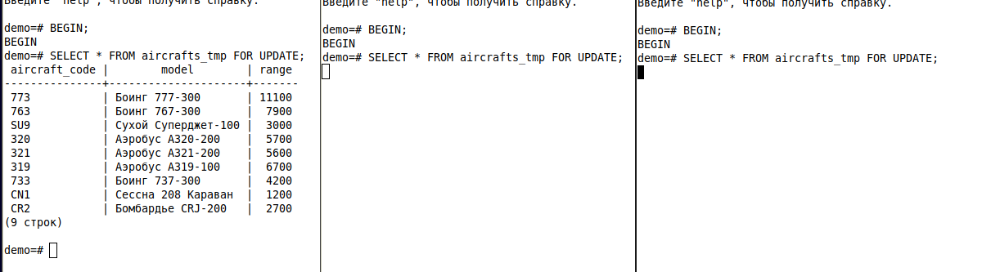 Введите "help", чтобы получить справку.
demo=# BEGIN;
BEGIN
demo=# SELECT * FROM aircrafts_tmp FOR UPDATE;
 aircraft_code |        model        | range
---------------+---------------------+-------
 773           | Боинг 777-300       | 11100
 763           | Боинг 767-300       |  7900
 SU9           | Сухой Суперджет-100 |  3000
 320           | Аэробус A320-200    |  5700
 321           | Аэробус A321-200    |  5600
 319           | Аэробус A319-100    |  6700
 733           | Боинг 737-300       |  4200
 CN1           | Сессна 208 Караван  |  1200
 CR2           | Бомбардье CRJ-200   |  2700
(9 строк)
demo=#
Введите "help", чтобы получить справку.
demo=# BEGIN;
BEGIN
demo=# SELECT * FROM aircrafts_tmp FOR UPDATE;
Введите "help", чтобы получить справку.
demo=# BEGIN;
BEGIN
demo=# SELECT * FROM aircrafts_tmp FOR UPDATE;